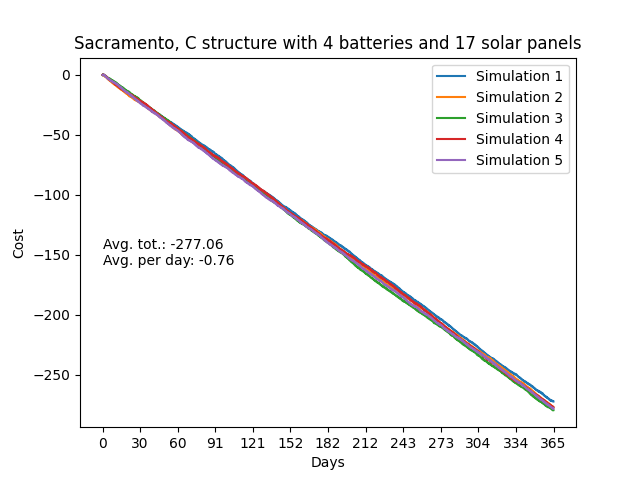 Sacramento, C structure with 4 batteries and 17 solar panels
Simulation 1
Simulation 2
Simulation 3
Simulation 4
Simulation 5
0
−50
−100
−150
−200
−250
Cost
Avg. tot.: -277.06
Avg. per day: -0.76
0 30 60 91 121 152 182 212 243 273 304 334 365
Days